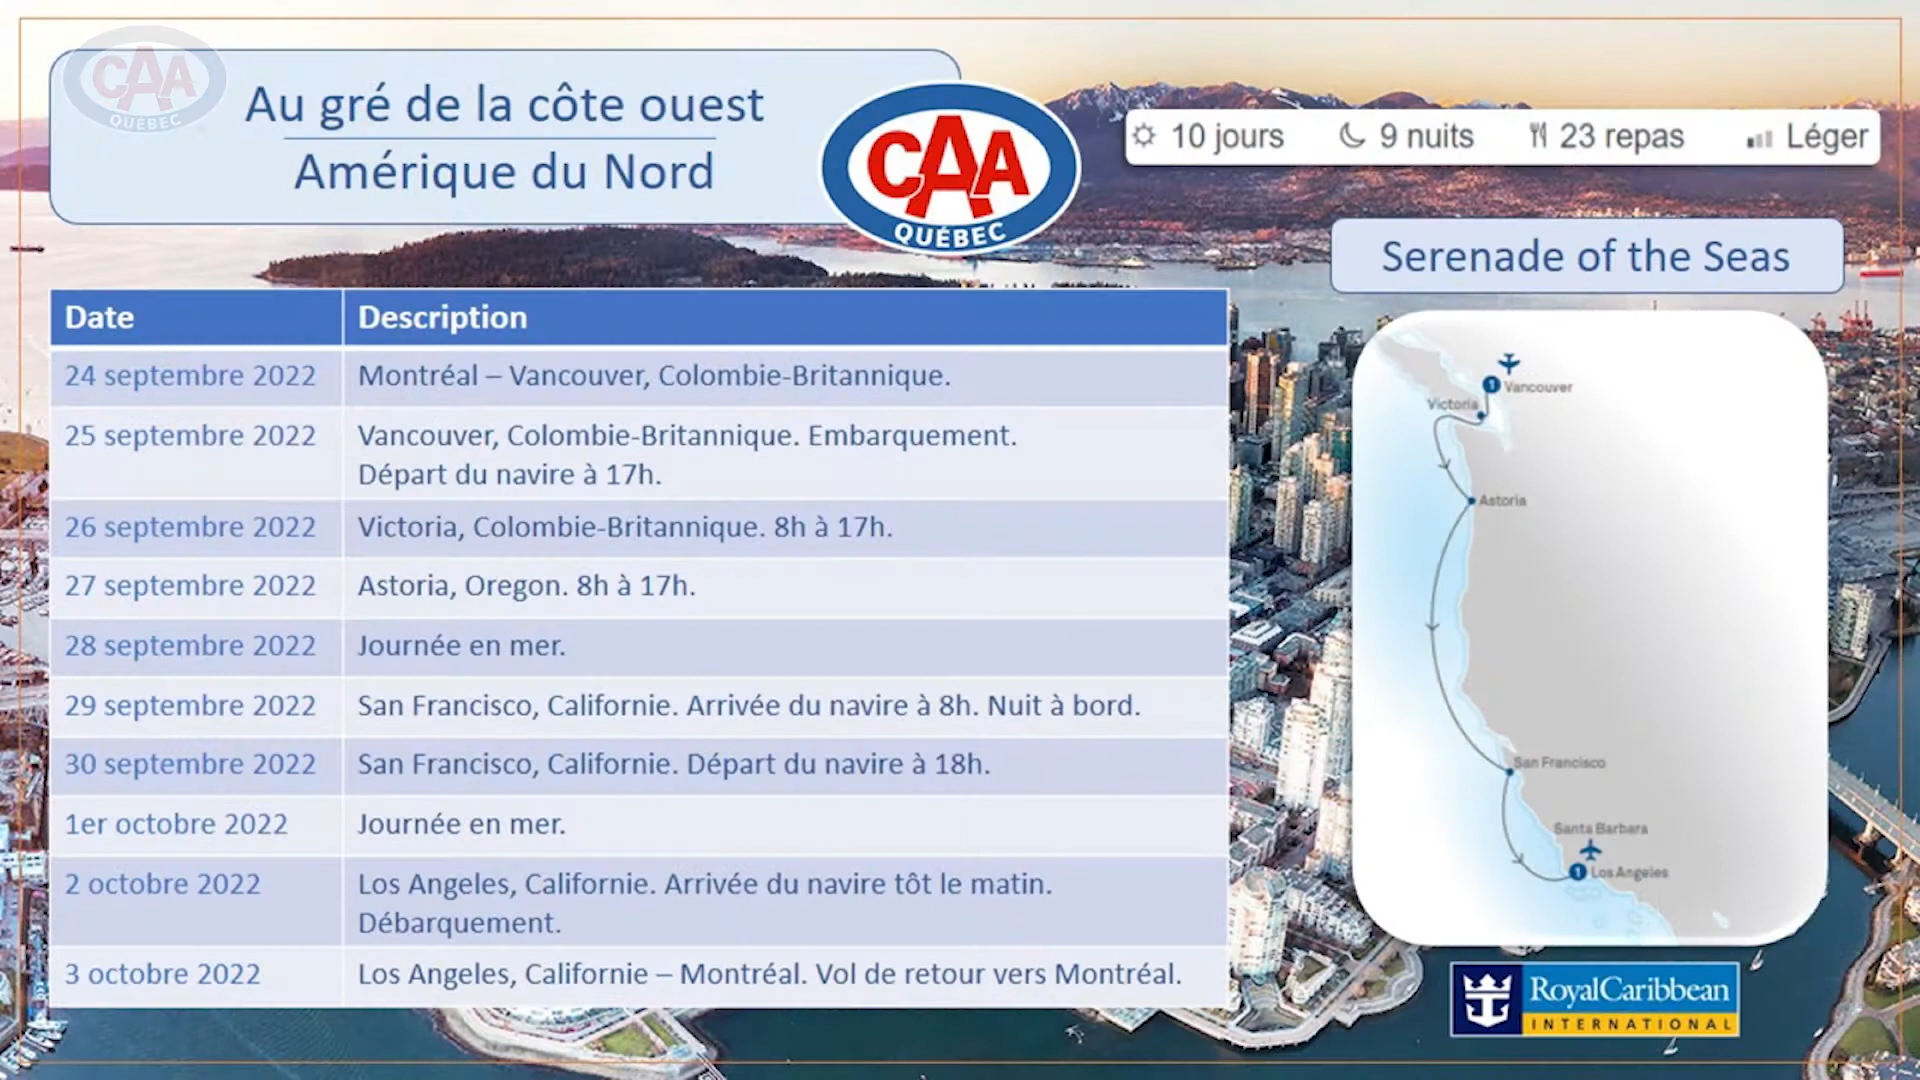 CAA
QUÉBEC
Au gré de la côte ouest
Amérique du Nord
CAA
QUÉBEC
10 jours 9 nuits 23 repas Léger
Serenade of the Seas
Date Description
24 septembre 2022 Montréal – Vancouver, Colombie-Britannique.
25 septembre 2022 Vancouver, Colombie-Britannique. Embarquement.
Départ du navire à 17h.
26 septembre 2022 Victoria, Colombie-Britannique. 8h à 17h.
27 septembre 2022 Astoria, Oregon. 8h à 17h.
28 septembre 2022 Journée en mer.
29 septembre 2022 San Francisco, Californie. Arrivée du navire à 8h. Nuit à bord.
30 septembre 2022 San Francisco, Californie. Départ du navire à 18h.
1er octobre 2022 Journée en mer.
2 octobre 2022 Los Angeles, Californie. Arrivée du navire tôt le matin.
Débarquement.
3 octobre 2022 Los Angeles, Californie – Montréal. Vol de retour vers Montréal.
1 Vancouver
Victoria
Astoria
San Francisco
Santa Barbara
1 Los Angeles
RoyalCaribbean
INTERNATIONAL